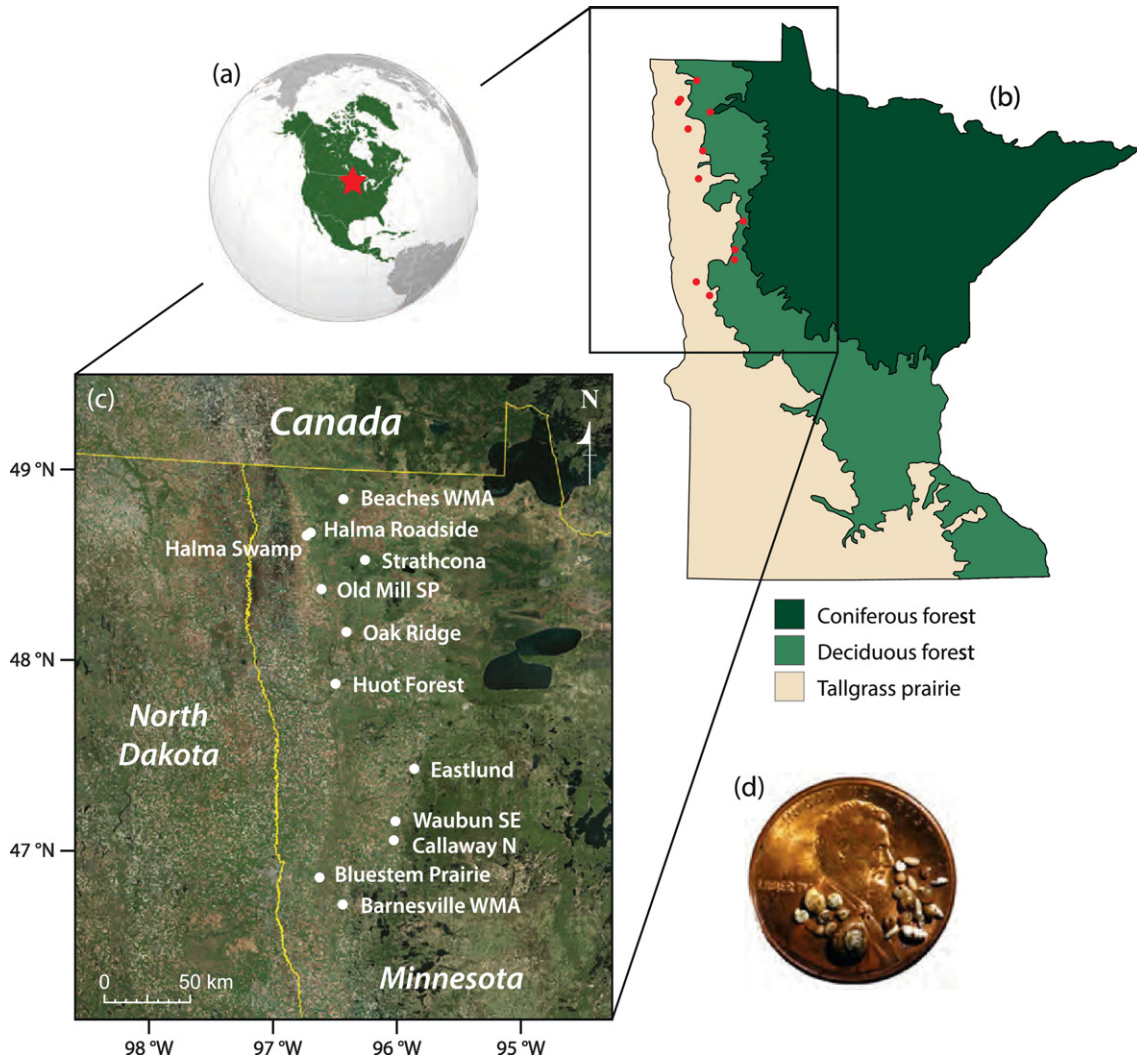 (a)
(b)
Coniferous forest
Deciduous forest
Tallgrass prairie
(c)
Canada
N
49 °N
48 °N
47 °N
Beaches WMA
Halma Roadside
Halma Swamp
Strathcona
Old Mill SP
Oak Ridge
Huot Forest
North
Dakota
Eastlund
Waubun SE
Callaway N
Bluestem Prairie
Barnesville WMA
Minnesota
0 50 km
98 °W 97 °W 96 °W 95 °W
(d)
LIBERTY